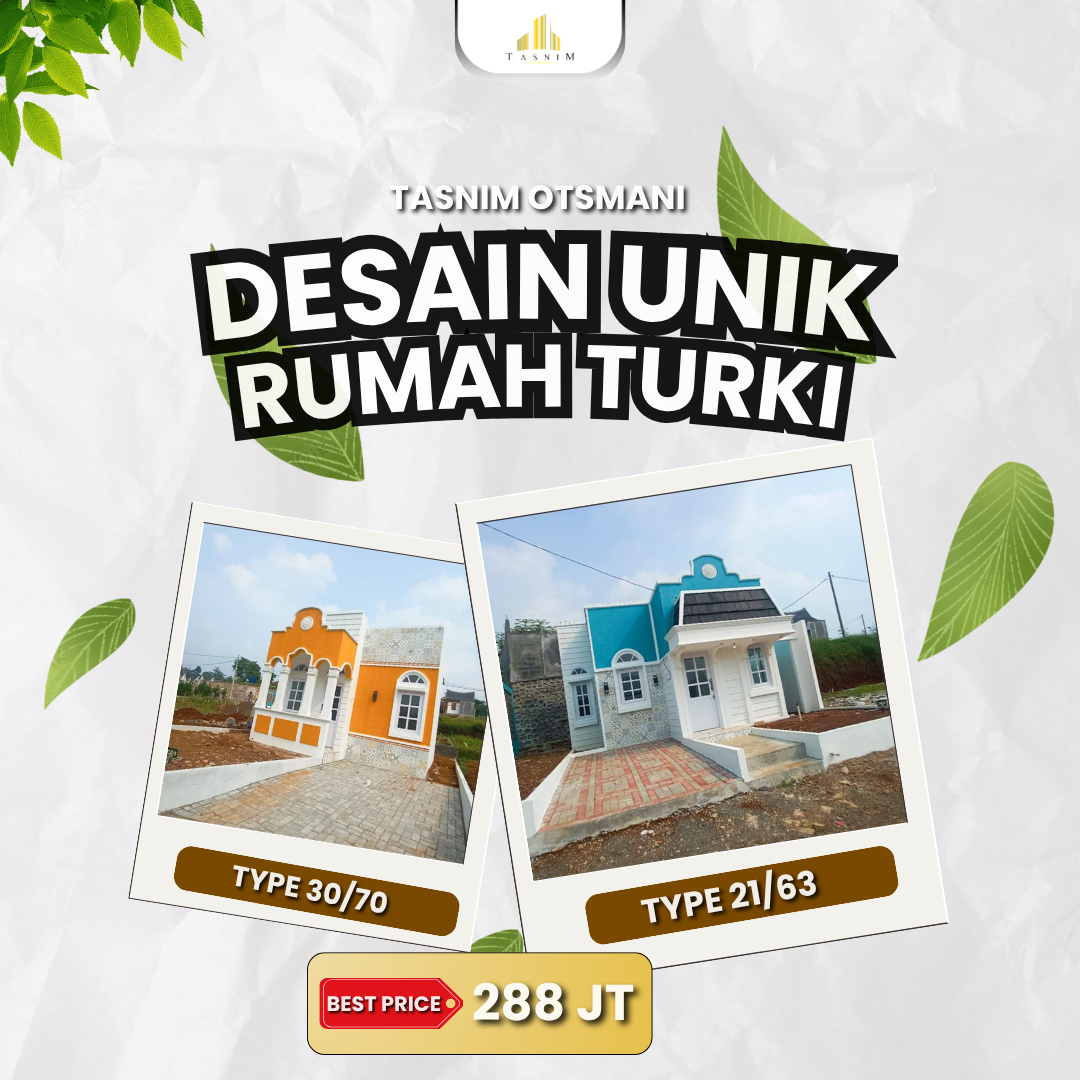 TASNIM
TASNIM OTSMANI
DESAIN UNIK
RUMAH TURKI
TYPE 30/70
TYPE 21/63
BEST PRICE
288 JT